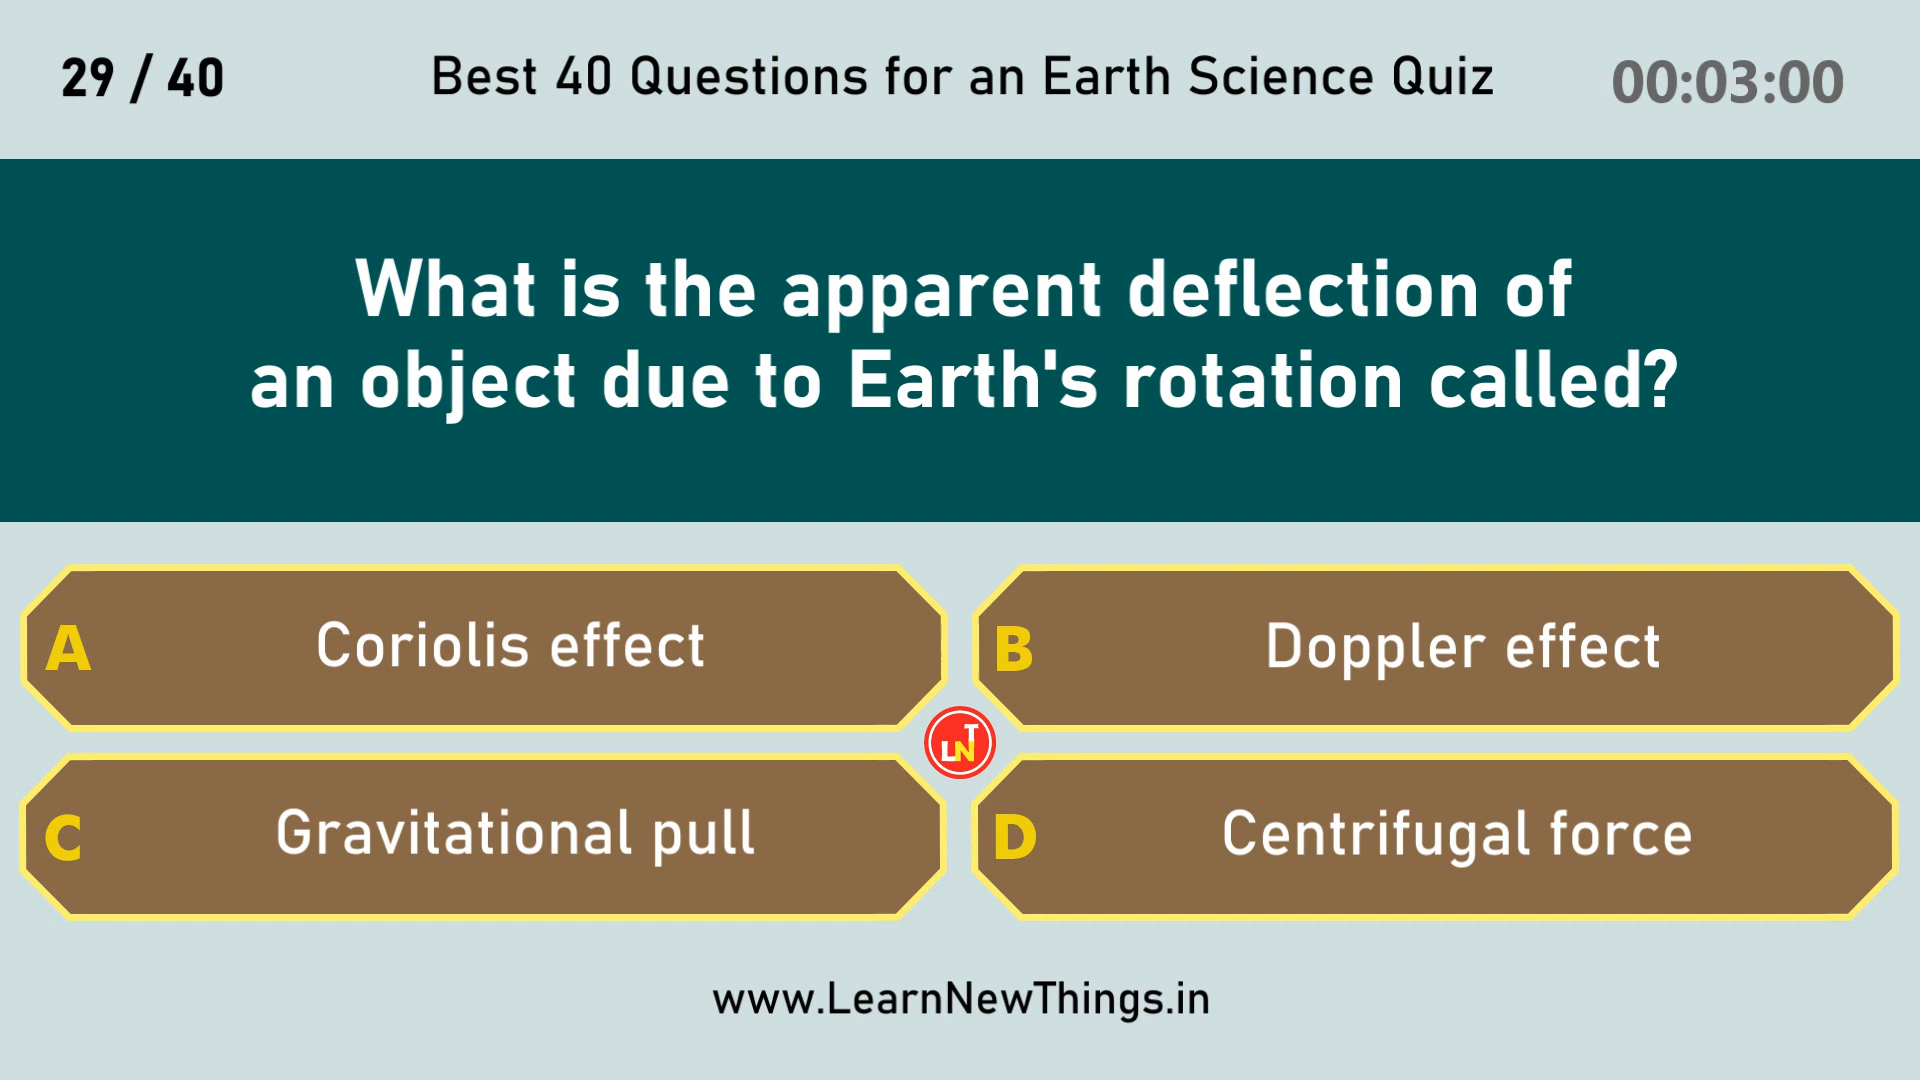 29 / 40
Best 40 Questions for an Earth Science Quiz
00:03:00
What is the apparent deflection of
an object due to Earth's rotation called?
A
Coriolis effect
B
Doppler effect
LNT
C
Gravitational pull
D
Centrifugal force
www.LearnNewThings.in